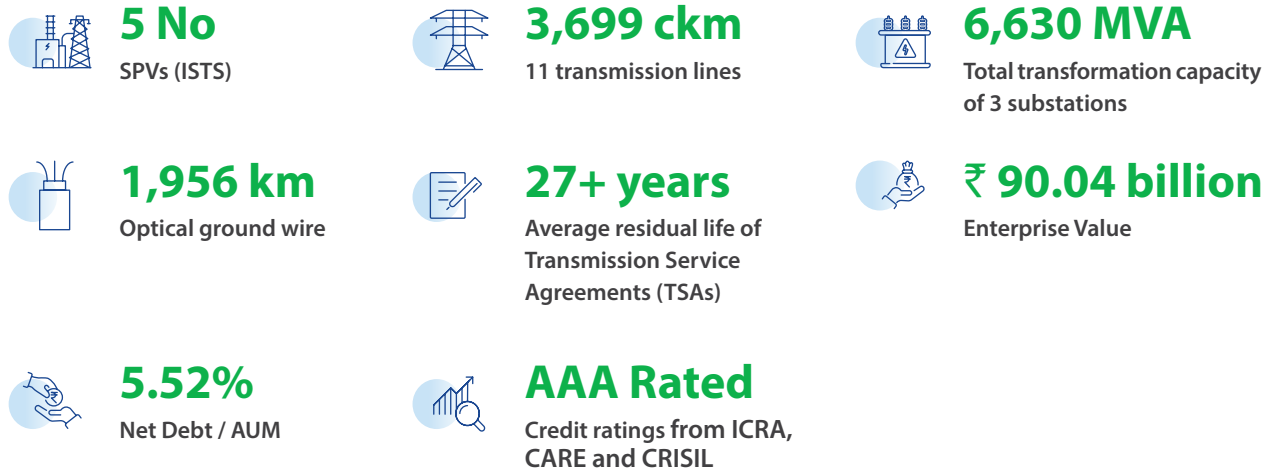 5 No
SPVs (ISTS)
3,699 ckm
11 transmission lines
6,630 MVA
Total transformation capacity
of 3 substations
1,956 km
Optical ground wire
27+ years
Average residual life of
Transmission Service
Agreements (TSAs)
₹ 90.04 billion
Enterprise Value
5.52%
Net Debt / AUM
AAA Rated
Credit ratings from ICRA,
CARE and CRISIL